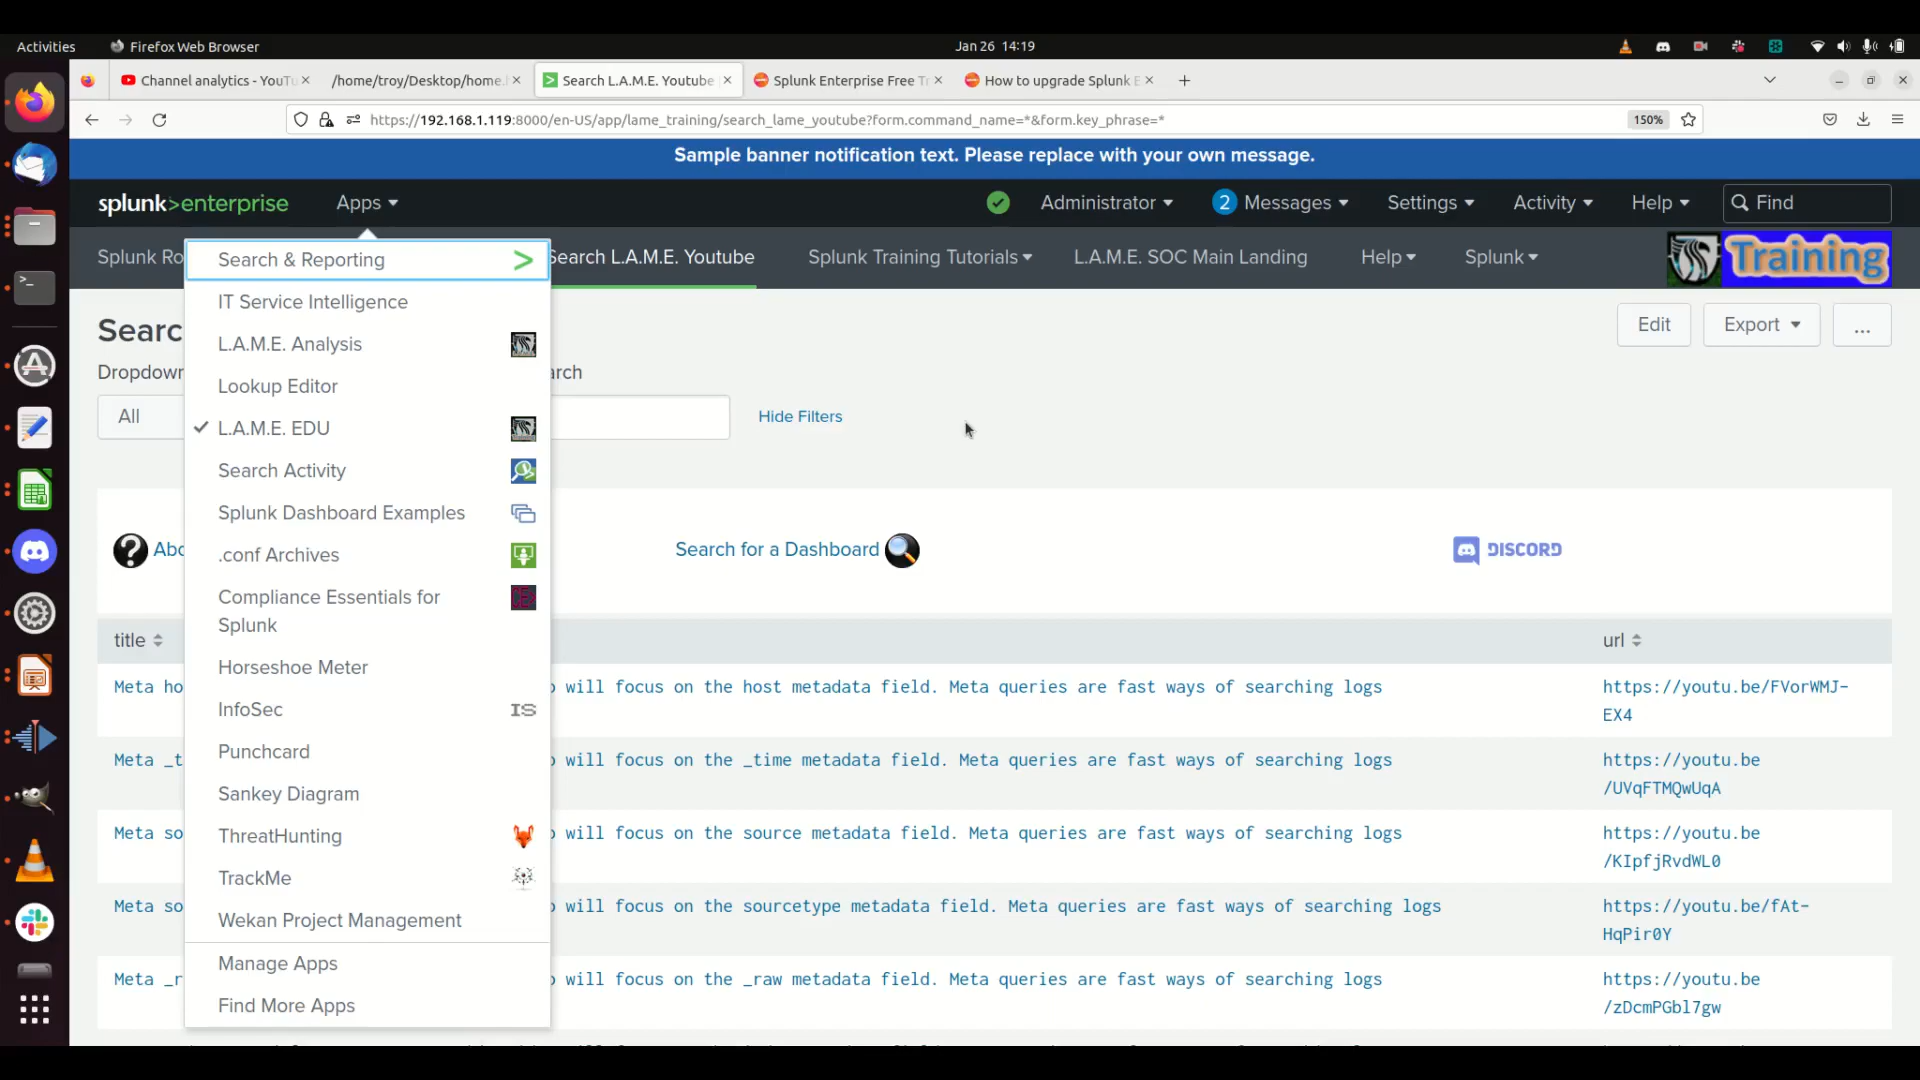 Activities Firefox Web Browser Jan 26 14:19
Channel analytics - YouTu × /home/troy/Desktop/home. × Search L.A.M.E. Youtube × Splunk Enterprise Free T × How to upgrade Splunk E ×
https://192.168.1.119:8000/en-US/app/lame_training/search_lame_youtube?form.command_name=*&form.key_phrase=* 150%
Sample banner notification text. Please replace with your own message.
splunk>enterprise Apps Administrator 2 Messages Settings Activity Help Find
Splunk Ro Search L.A.M.E. Youtube Splunk Training Tutorials L.A.M.E. SOC Main Landing Help Splunk Training
Search & Reporting
IT Service Intelligence
L.A.M.E. Analysis
Lookup Editor
L.A.M.E. EDU
Search Activity
Splunk Dashboard Examples
.conf Archives
Compliance Essentials for
Splunk
Horseshoe Meter
InfoSec IS
Punchcard
Sankey Diagram
ThreatHunting
TrackMe
Wekan Project Management
Manage Apps
Find More Apps
Searc Edit Export ...
Dropdown arch
All Hide Filters
Abo Search for a Dashboard DISCORD
title url
Meta ho o will focus on the host metadata field. Meta queries are fast ways of searching logs https://youtu.be/FVorWMJ-
EX4
Meta _t o will focus on the _time metadata field. Meta queries are fast ways of searching logs https://youtu.be
/UVqFTMQwUqA
Meta so o will focus on the source metadata field. Meta queries are fast ways of searching logs https://youtu.be
/KIpfjRvdWL0
Meta so o will focus on the sourcetype metadata field. Meta queries are fast ways of searching logs https://youtu.be/fAt-
HqPir0Y
Meta _r o will focus on the _raw metadata field. Meta queries are fast ways of searching logs https://youtu.be
/zDcmPGbl7gw